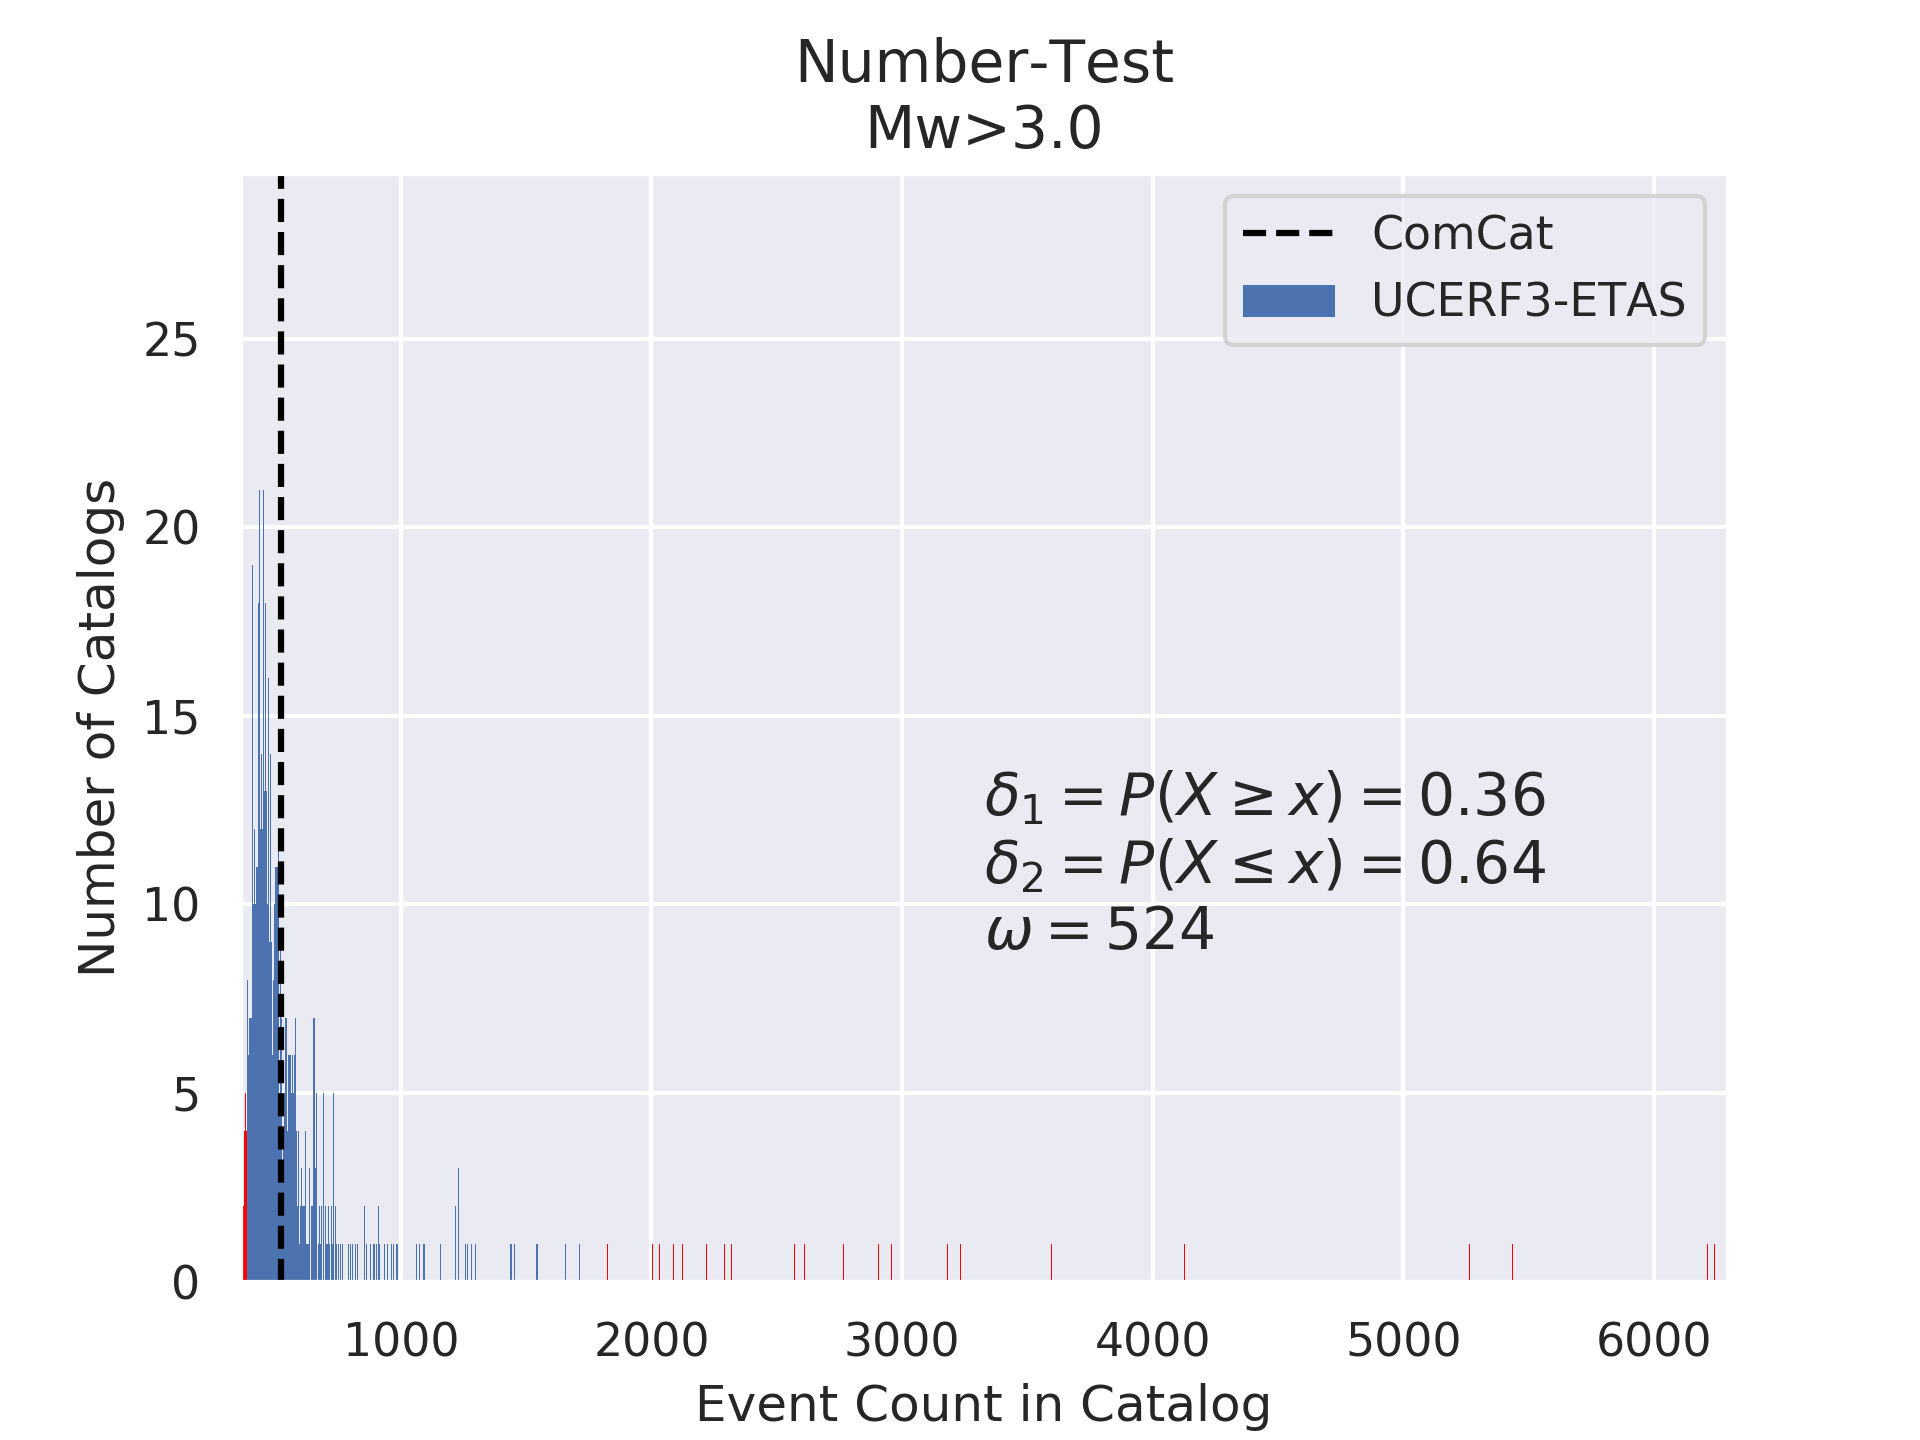 Number-Test
Mw>3.0
ComCat
UCERF3-ETAS
25
20
15
10
5
0
Number of Catalogs
δ₁ = P(X ≥ x) = 0.36
δ₂ = P(X ≤ x) = 0.64
ω = 524
1000 2000 3000 4000 5000 6000
Event Count in Catalog